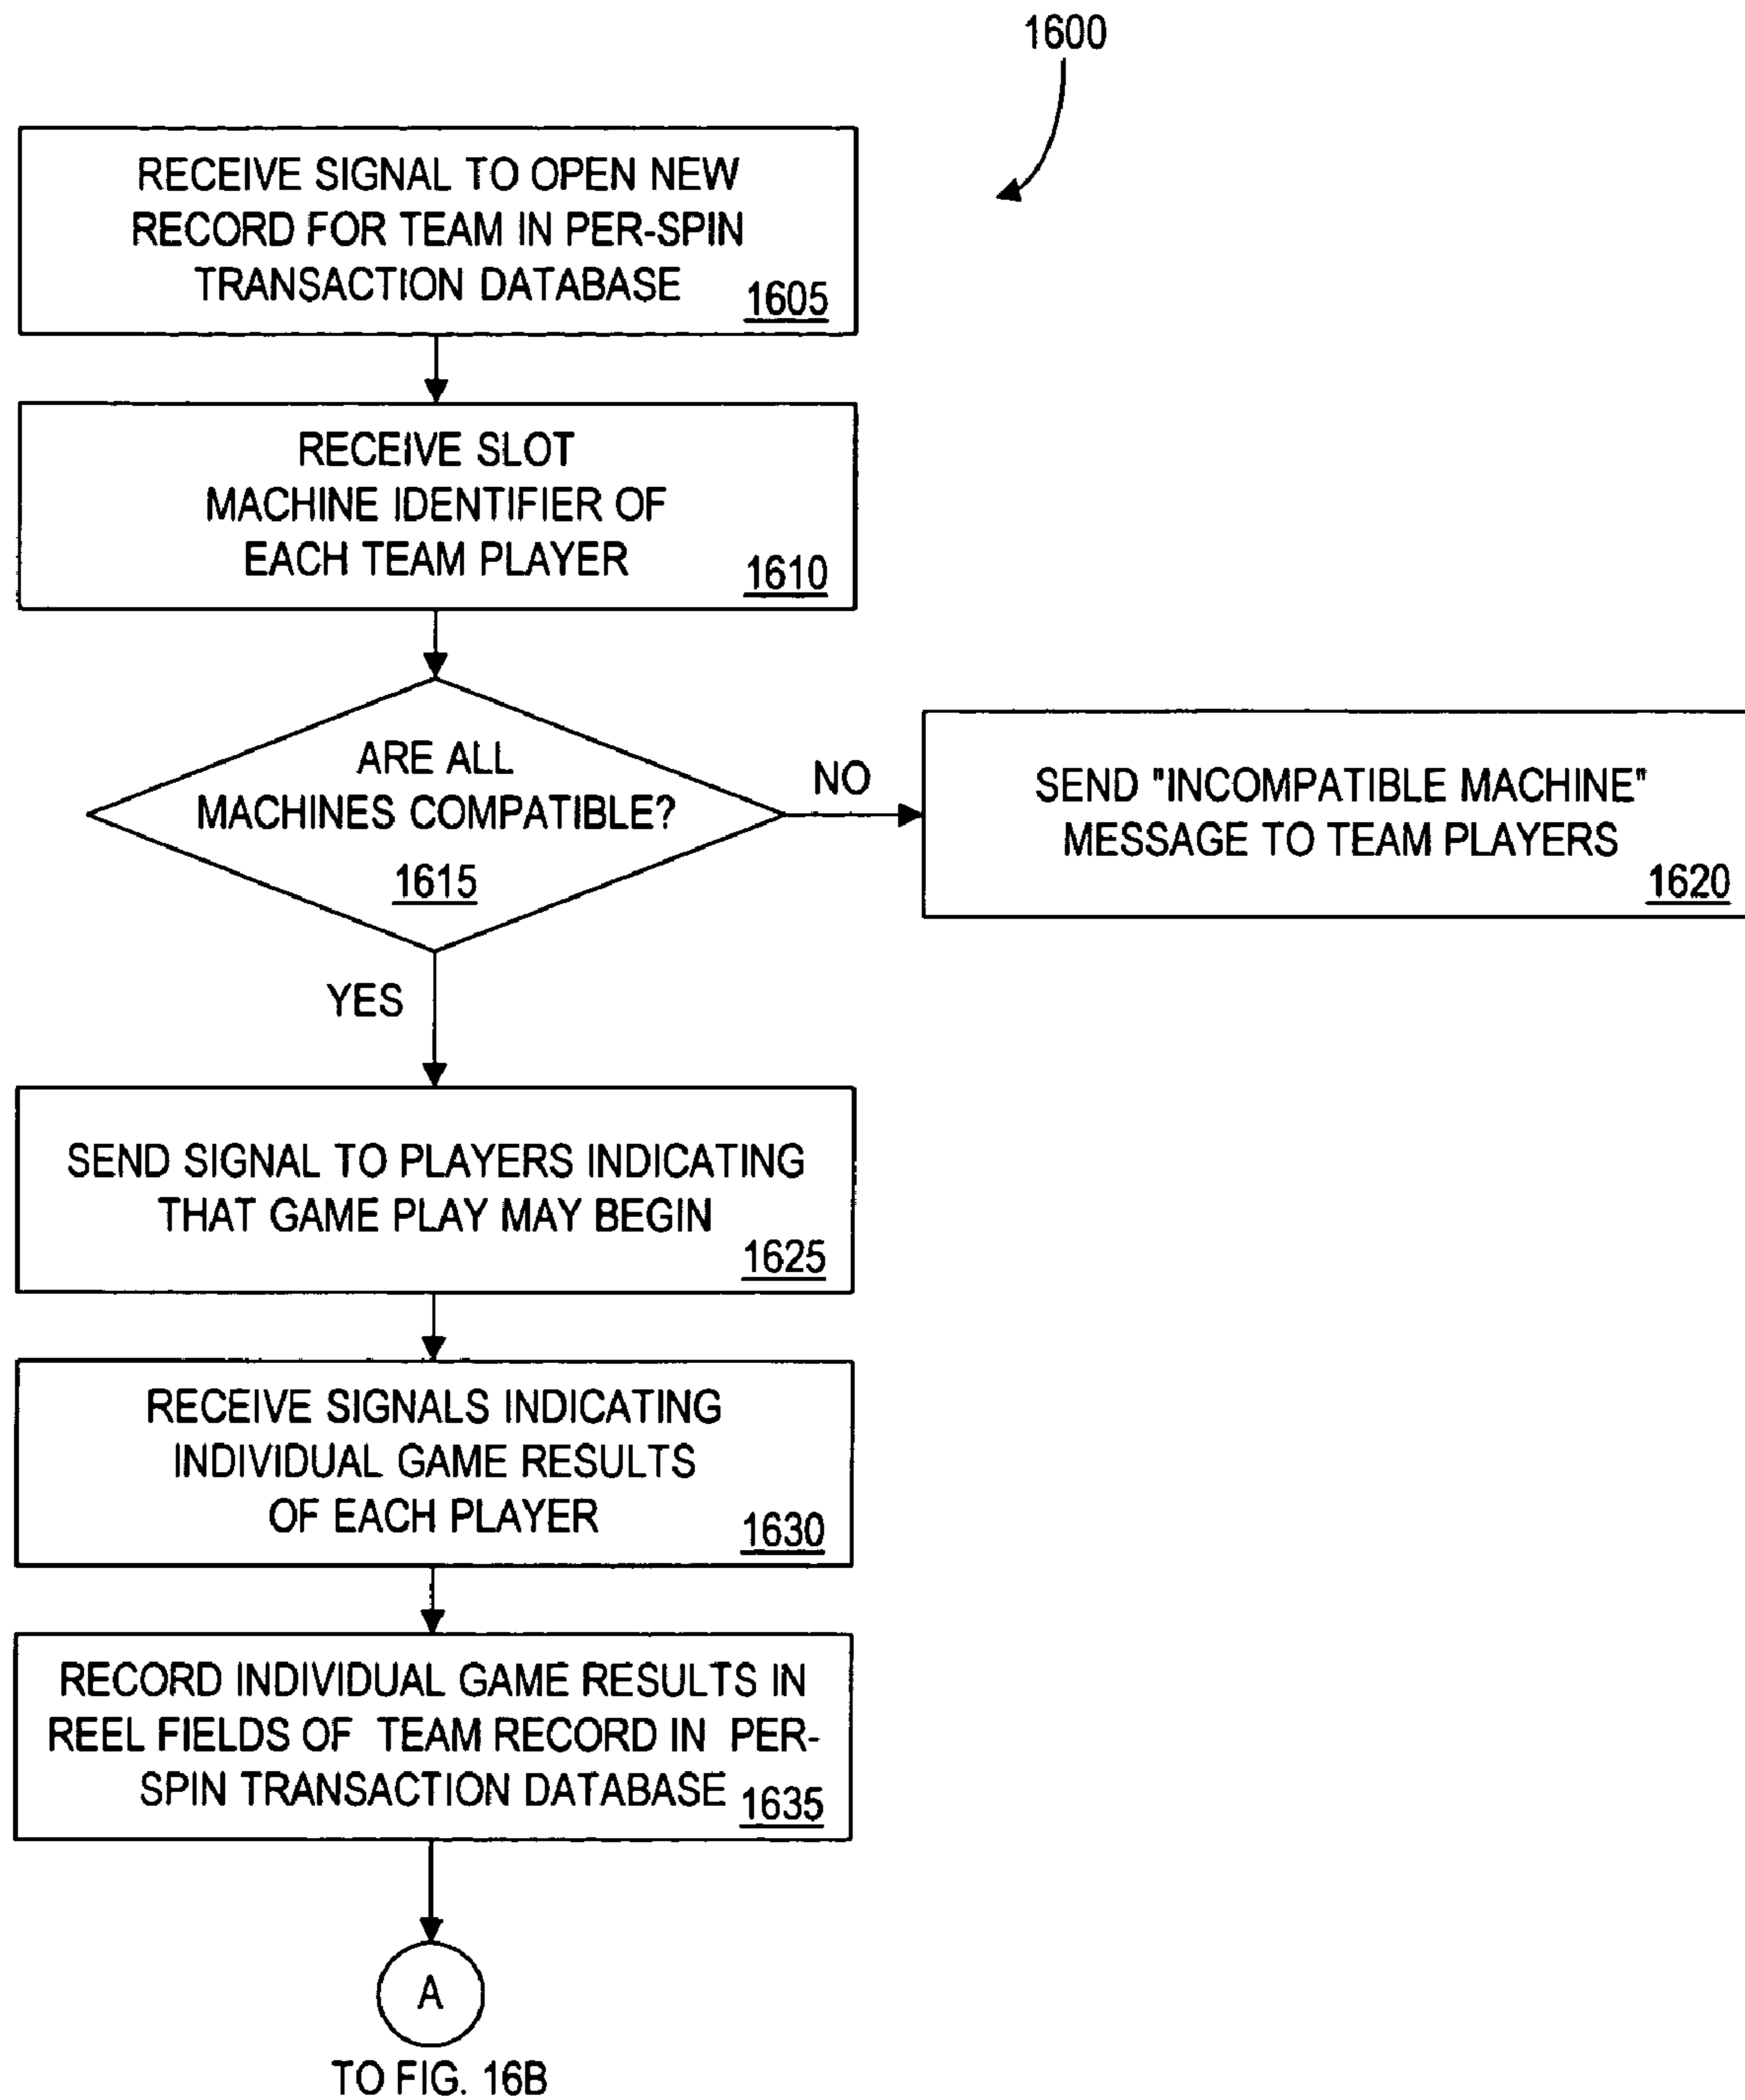 1600
RECEIVE SIGNAL TO OPEN NEW
RECORD FOR TEAM IN PER-SPIN
TRANSACTION DATABASE
1605
RECEIVE SLOT
MACHINE IDENTIFIER OF
EACH TEAM PLAYER
1610
ARE ALL
MACHINES COMPATIBLE?
1615
NO
SEND "INCOMPATIBLE MACHINE"
MESSAGE TO TEAM PLAYERS
1620
YES
SEND SIGNAL TO PLAYERS INDICATING
THAT GAME PLAY MAY BEGIN
1625
RECEIVE SIGNALS INDICATING
INDIVIDUAL GAME RESULTS
OF EACH PLAYER
1630
RECORD INDIVIDUAL GAME RESULTS IN
REEL FIELDS OF TEAM RECORD IN PER-
SPIN TRANSACTION DATABASE
1635
A
TO FIG. 16B